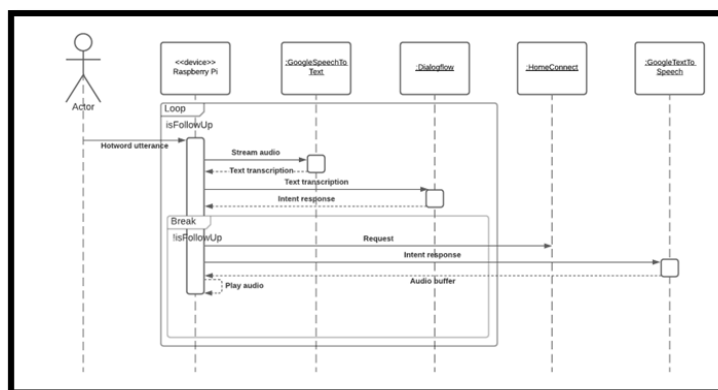 <<device>>
Raspberry Pi
:GoogleSpeechTo
Text
:Dialogflow
:HomeConnect
:GoogleTextTo
Speech
Actor
Loop
isFollowUp
Hotword utterance
Stream audio
Text transcription
Text transcription
Intent response
Break
!isFollowUp
Request
Intent response
Audio buffer
Play audio